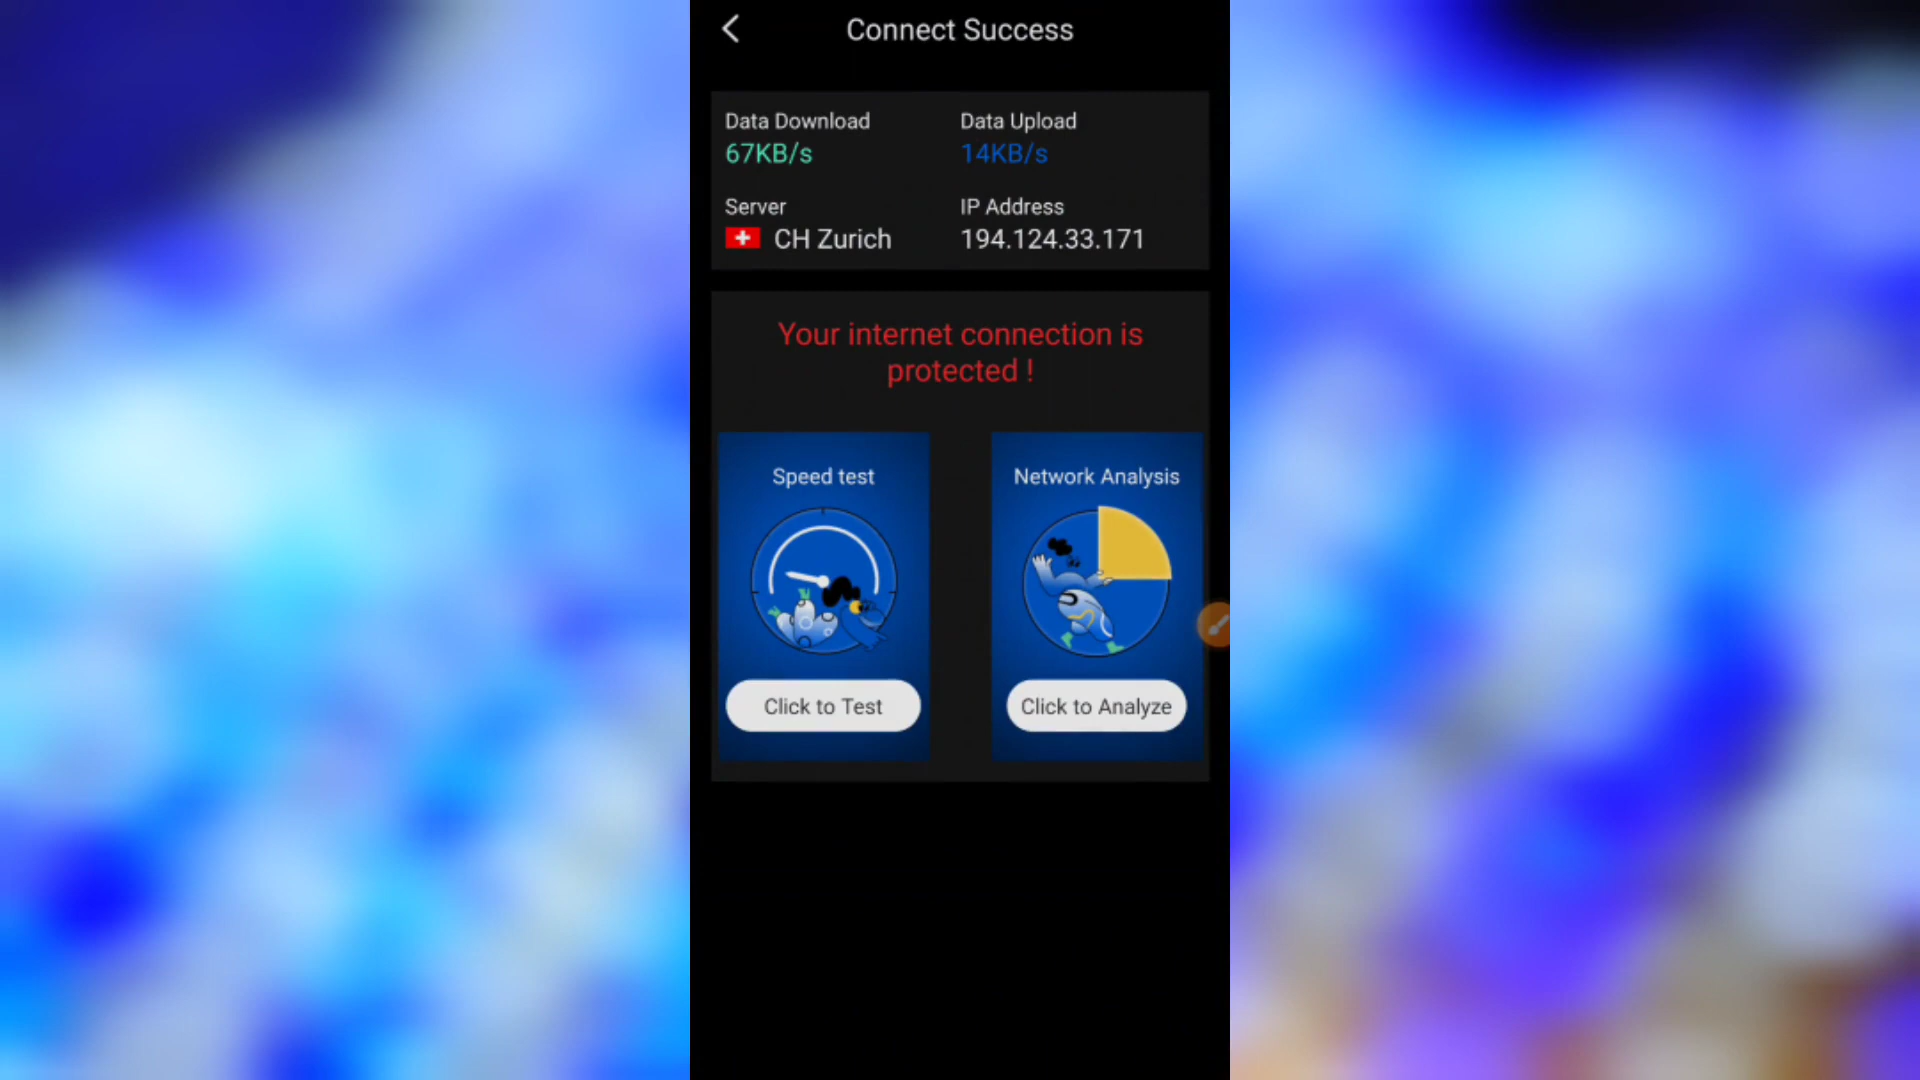 Connect Success
Data Download
Data Upload
67KB/s
14KB/s
Server
IP Address
CH Zurich
194.124.33.171
Your internet connection is
protected !
Speed test
Network Analysis
Click to Test
Click to Analyze